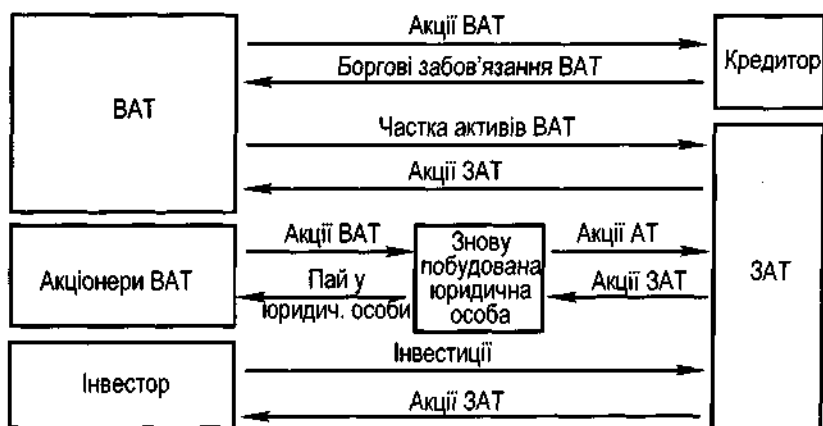 Акції ВАТ
Кредитор
Боргові забов'язання ВАТ
ВАТ
Частка активів ВАТ
Акції ЗАТ
Акціонери ВАТ
Акції ВАТ
Пай у
юридич. особи
Знову
побудована
юридична
особа
Акції АТ
Акції ЗАТ
ЗАТ
Інвестор
Інвестиції
Акції ЗАТ